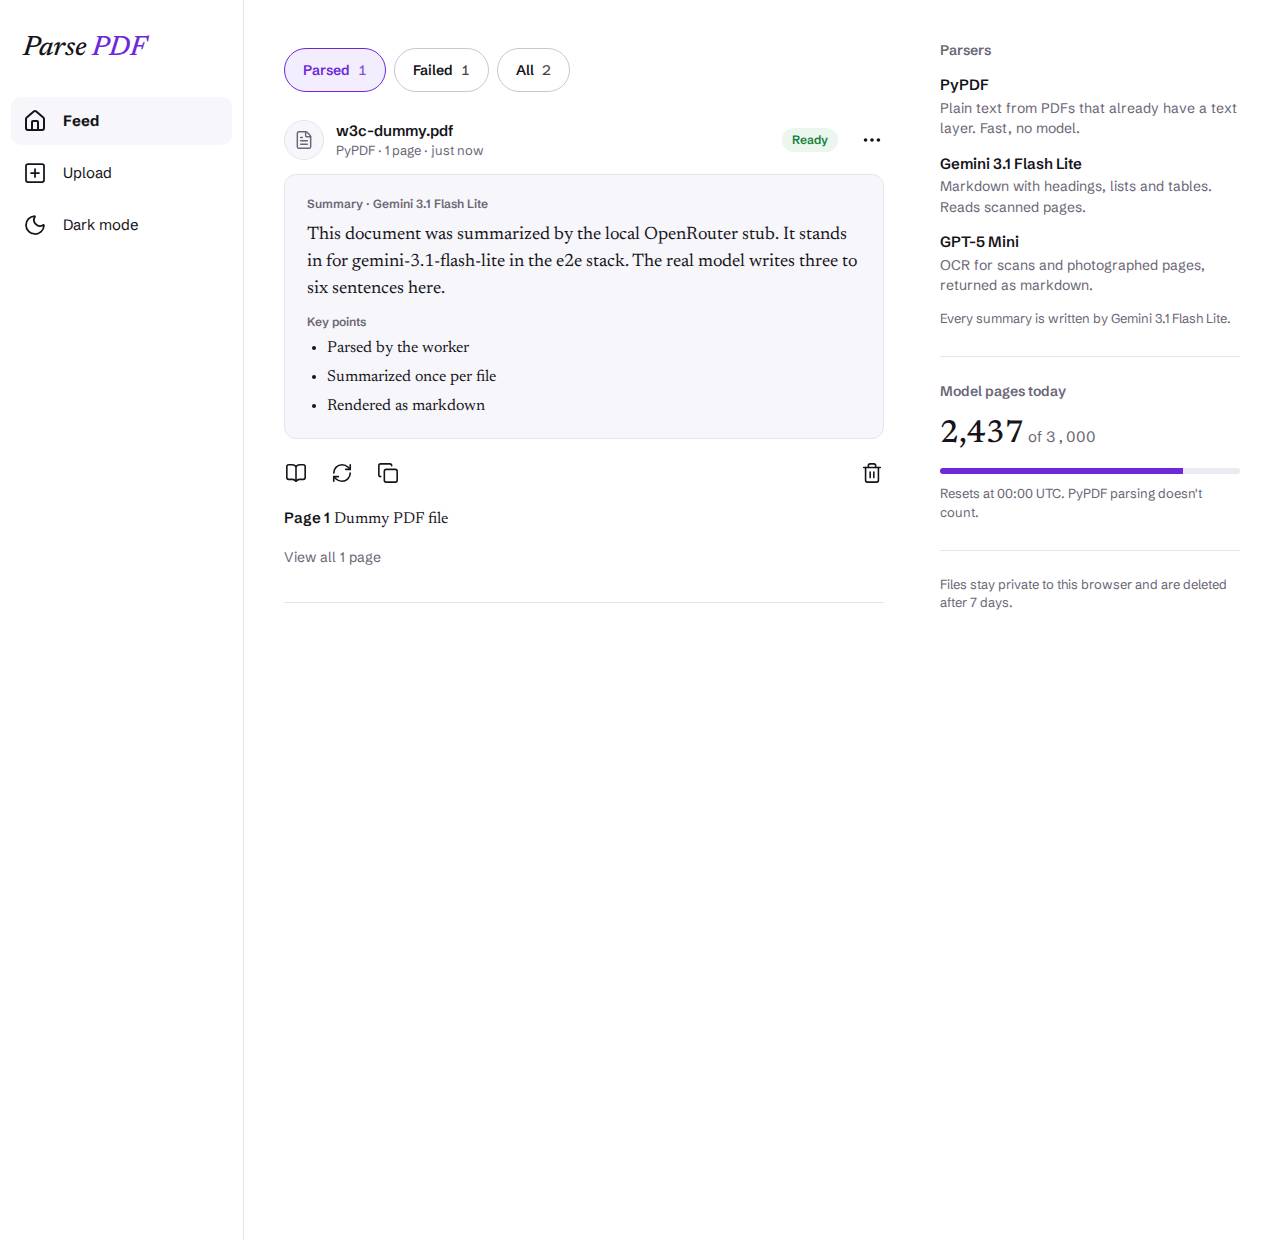 Parse PDF
Feed
Upload
Dark mode
Parsed 1
Failed 1
All 2
w3c-dummy.pdf
PyPDF · 1 page · just now
Ready
Summary · Gemini 3.1 Flash Lite
This document was summarized by the local OpenRouter stub. It stands
in for gemini-3.1-flash-lite in the e2e stack. The real model writes three to
six sentences here.
Key points
• Parsed by the worker
• Summarized once per file
• Rendered as markdown
Page 1 Dummy PDF file
View all 1 page
Parsers
PyPDF
Plain text from PDFs that already have a text
layer. Fast, no model.
Gemini 3.1 Flash Lite
Markdown with headings, lists and tables.
Reads scanned pages.
GPT-5 Mini
OCR for scans and photographed pages,
returned as markdown.
Every summary is written by Gemini 3.1 Flash Lite.
Model pages today
2,437 of 3,000
Resets at 00:00 UTC. PyPDF parsing doesn't
count.
Files stay private to this browser and are deleted
after 7 days.